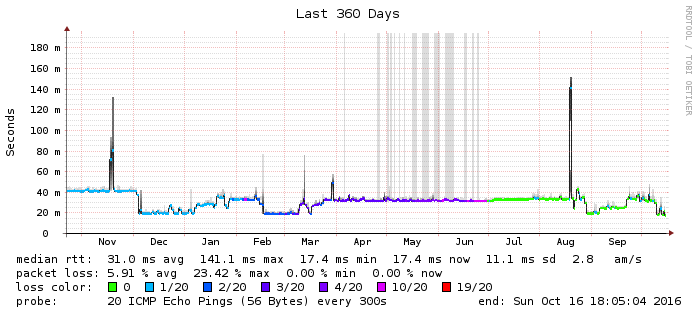 Last 360 Days
RRDTOOL / TOBI OETIKER
Seconds
180 m
160 m
140 m
120 m
100 m
80 m
60 m
40 m
20 m
0
Nov Dec Jan Feb Mar Apr May Jun Jul Aug Sep
median rtt: 31.0 ms avg 141.1 ms max 17.4 ms min 17.4 ms now 11.1 ms sd 2.8 am/s
packet loss: 5.91 % avg 23.42 % max 0.00 % min 0.00 % now
loss color: 0 1/20 2/20 3/20 4/20 10/20 19/20
probe: 20 ICMP Echo Pings (56 Bytes) every 300s end: Sun Oct 16 18:05:04 2016